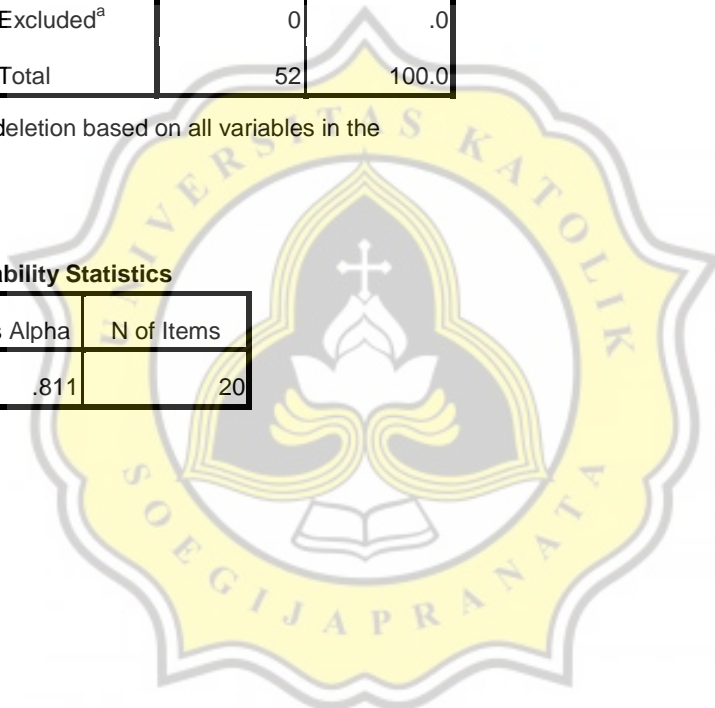 Excludedᵃ 0 .0
Total 52 100.0
deletion based on all variables in the
ability Statistics
s Alpha N of Items
.811 20
UNIVERSITAS KATOLIK
SOEGIJAPRANATA